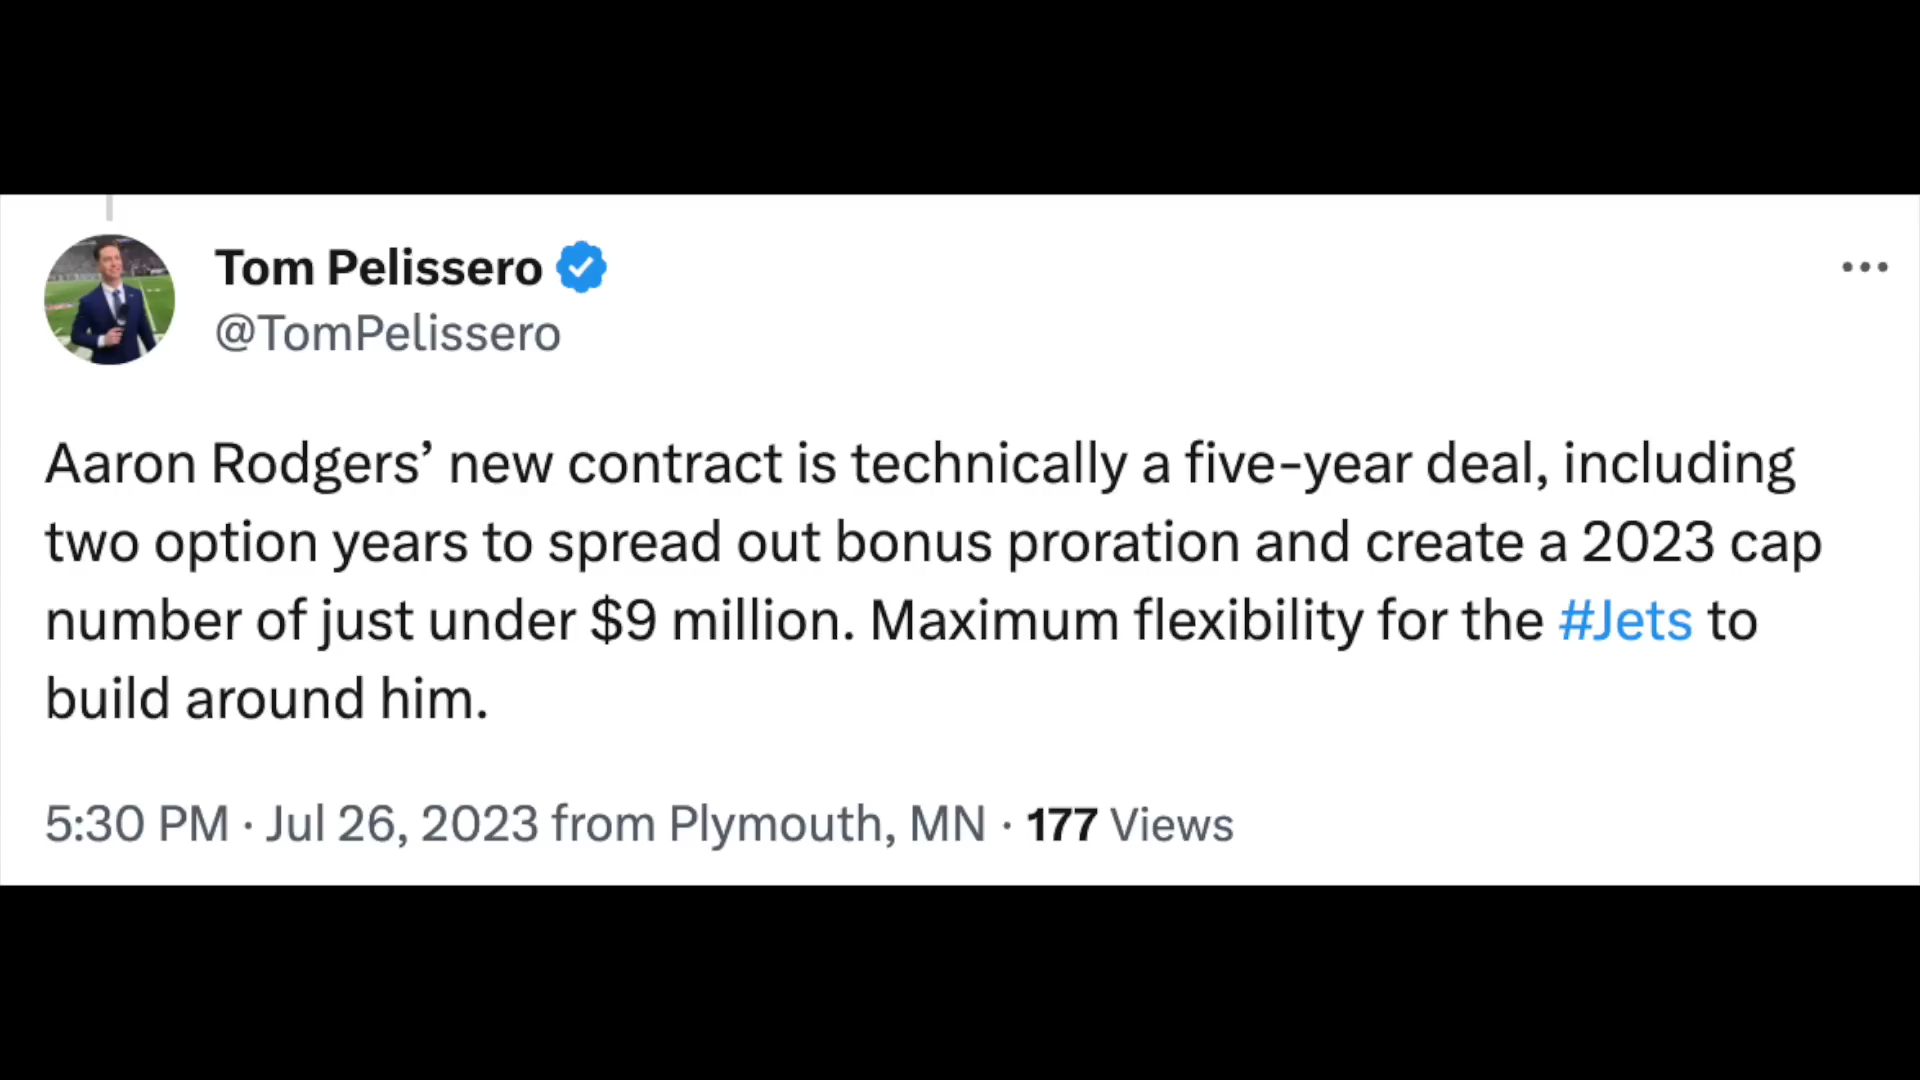 Tom Pelissero
@TomPelissero
Aaron Rodgers’ new contract is technically a five-year deal, including
two option years to spread out bonus proration and create a 2023 cap
number of just under $9 million. Maximum flexibility for the #Jets to
build around him.
5:30 PM · Jul 26, 2023 from Plymouth, MN · 177 Views